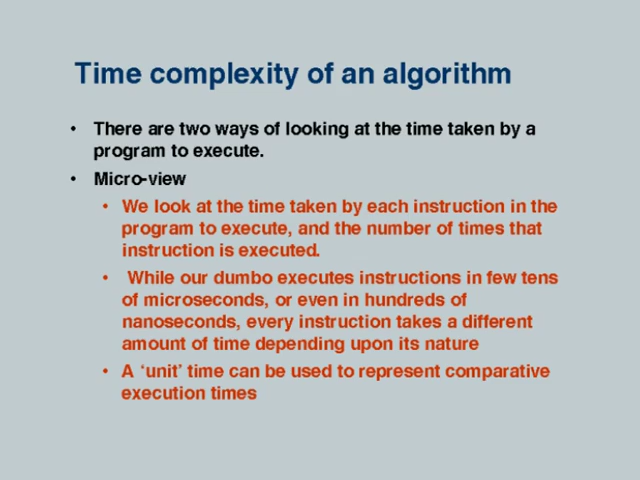 Time complexity of an algorithm
• There are two ways of looking at the time taken by a
program to execute.
• Micro-view
• We look at the time taken by each instruction in the
program to execute, and the number of times that
instruction is executed.
• While our dumbo executes instructions in few tens
of microseconds, or even in hundreds of
nanoseconds, every instruction takes a different
amount of time depending upon its nature
• A ‘unit’ time can be used to represent comparative
execution times